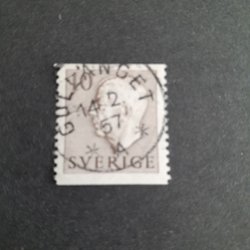 GULLÄNGET
14.2.
57
* A *
SVERIGE